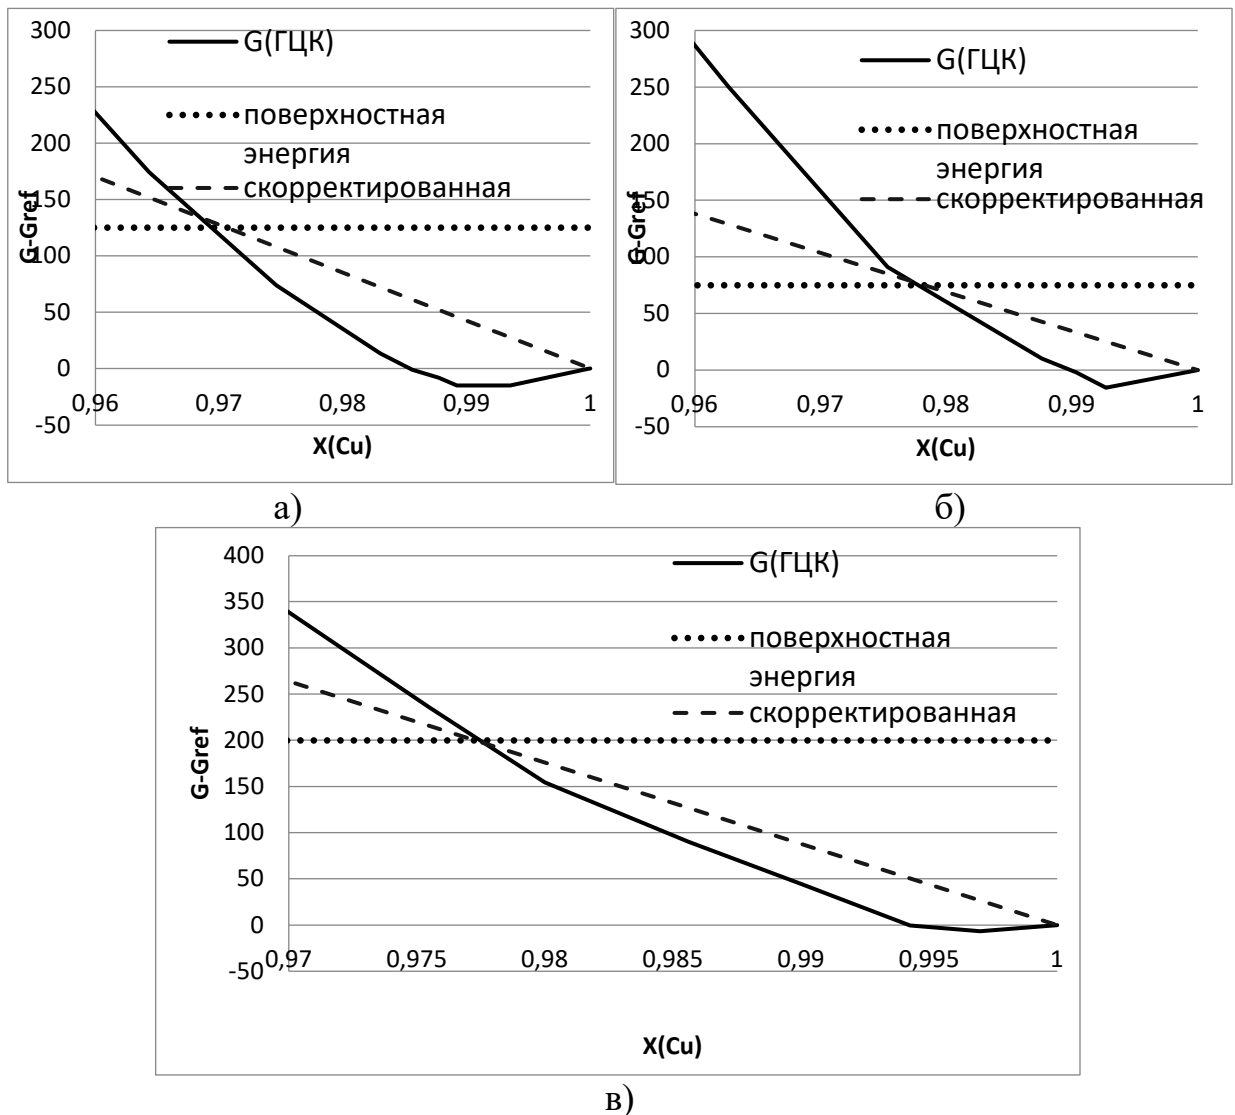 300
250
200
150
100
50
0
-50
G-Gref
G(ГЦК)
поверхностная
энергия
скорректированная
0,96 0,97 0,98 0,99 1
X(Cu)
а)
300
250
200
150
100
50
0
-50
G-Gref
G(ГЦК)
поверхностная
энергия
скорректированная
0,96 0,97 0,98 0,99 1
X(Cu)
б)
400
350
300
250
200
150
100
50
0
-50
G-Gref
G(ГЦК)
поверхностная
энергия
скорректированная
0,97 0,975 0,98 0,985 0,99 0,995 1
X(Cu)
в)